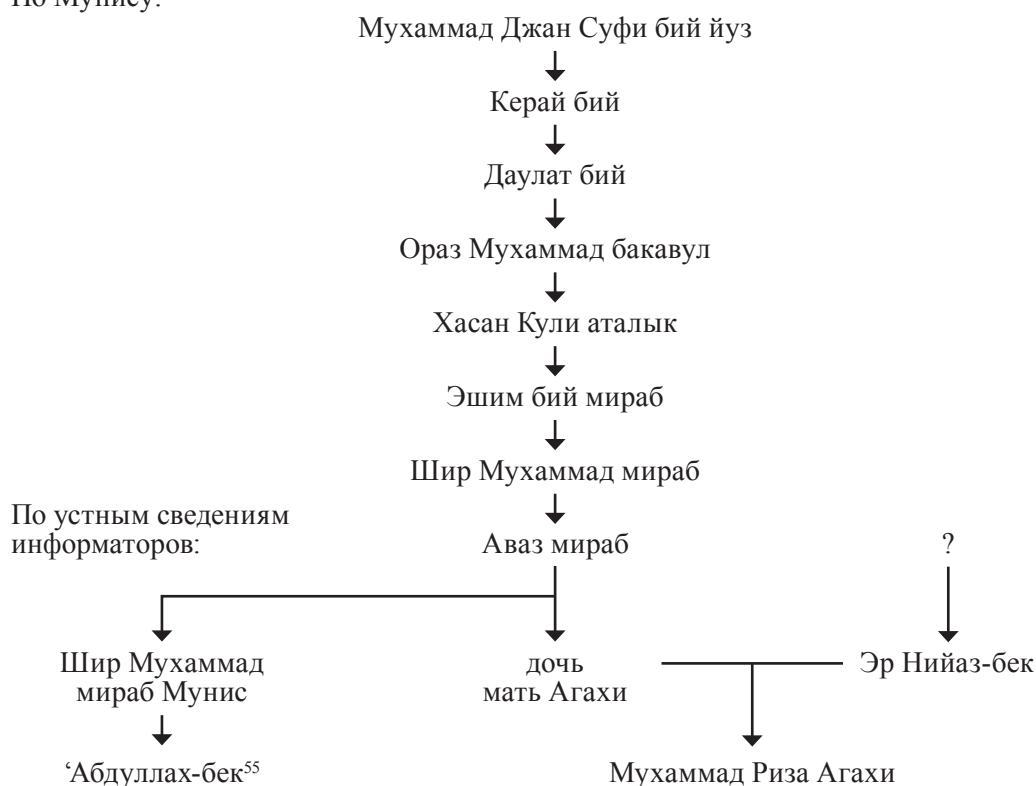 По Мунису:
Мухаммад Джан Суфи бий йуз
Керай бий
Даулат бий
Ораз Мухаммад бакавул
Хасан Кули аталык
Эшим бий мираб
Шир Мухаммад мираб
По устным сведениям
информаторов:
Аваз мираб
?
Шир Мухаммад
мираб Мунис
дочь
мать Агахи
Эр Нийаз-бек
‘Абдуллах-бек⁵⁵
Мухаммад Риза Агахи